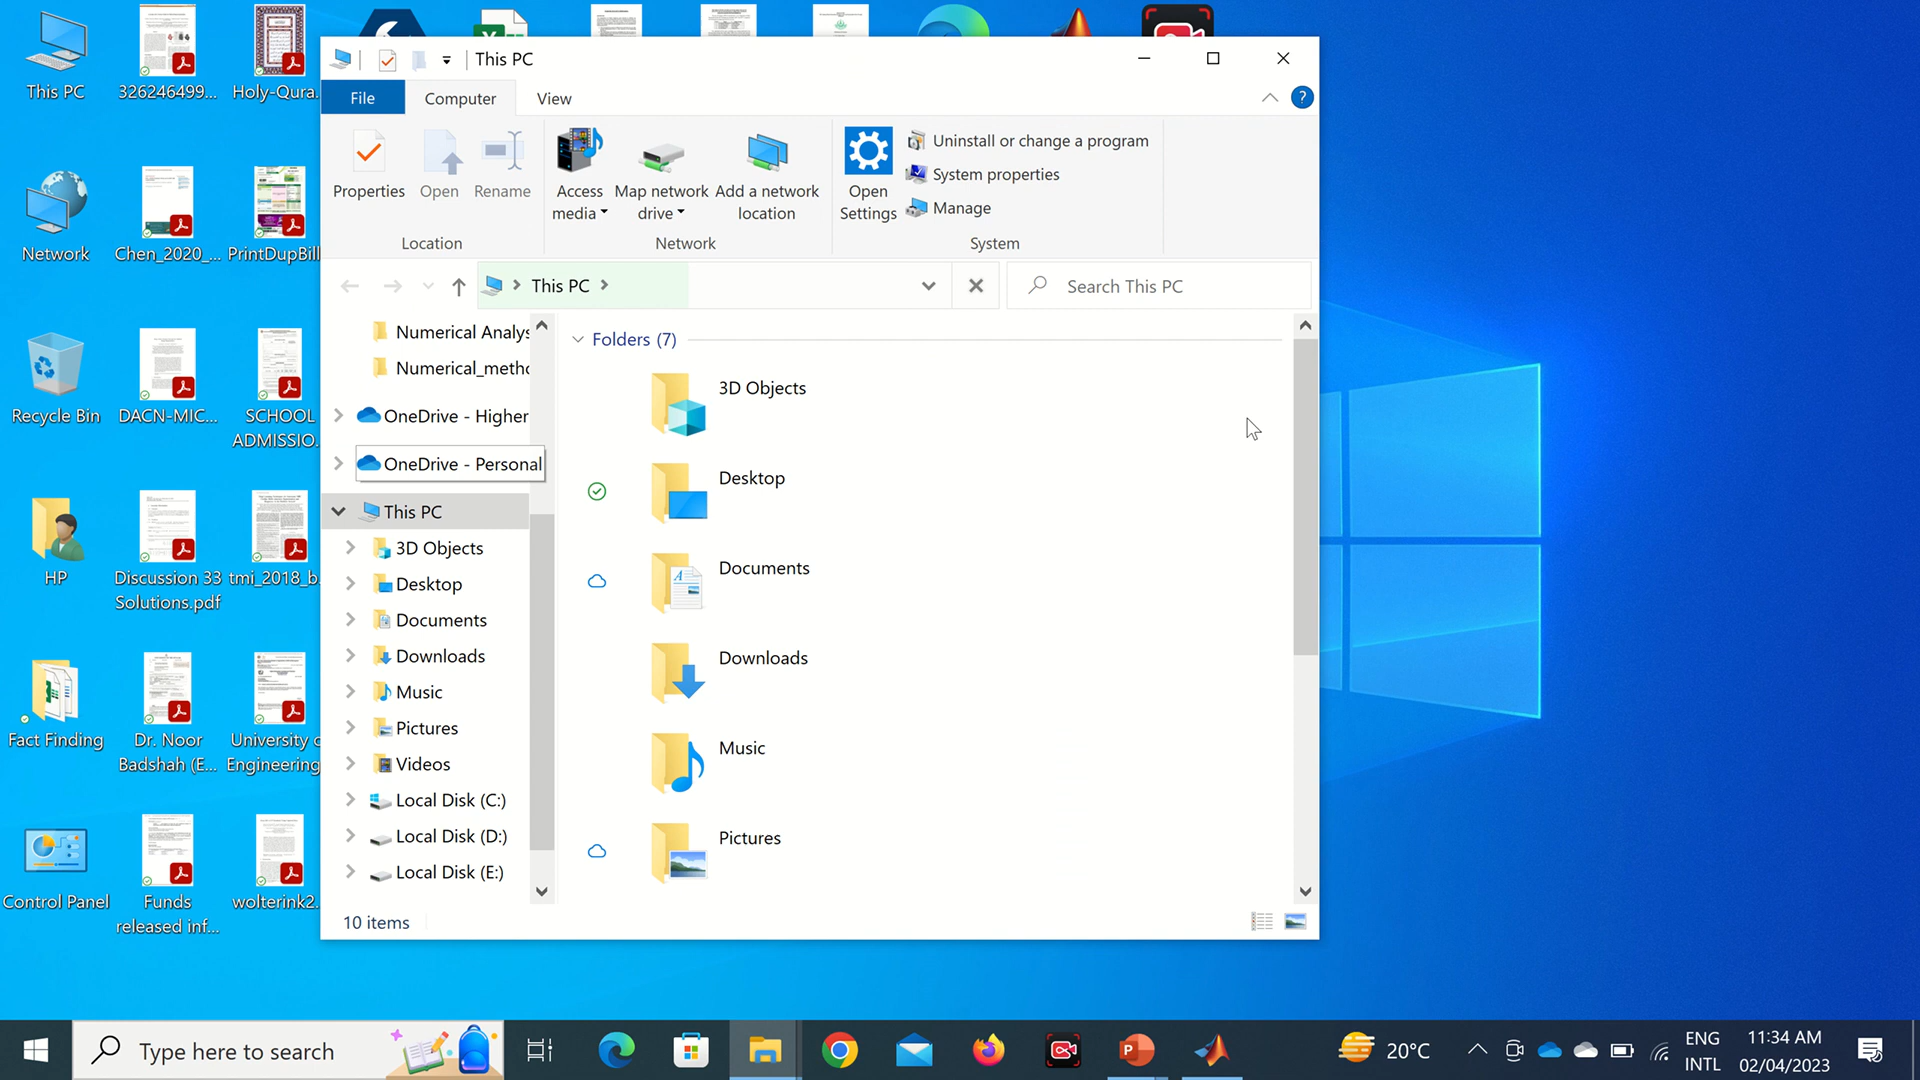 This PC
326246499...
Holy-Qura.
Network
Chen_2020_...
PrintDupBill
Recycle Bin
DACN-MIC...
SCHOOL
ADMISSIO.
HP
Discussion 33
Solutions.pdf
tmi_2018_b.
Fact Finding
Dr. Noor
Badshah (E...
University o
Engineering
Control Panel
Funds
released inf...
wolterink2.
This PC
File
Computer
View
Properties
Open
Rename
Location
Access
media
Map network
drive
Add a network
location
Network
Open
Settings
Uninstall or change a program
System properties
Manage
System
This PC
Search This PC
Numerical Analys
Numerical_metho
OneDrive - Higher
OneDrive - Personal
This PC
3D Objects
Desktop
Documents
Downloads
Music
Pictures
Videos
Local Disk (C:)
Local Disk (D:)
Local Disk (E:)
Folders (7)
3D Objects
Desktop
Documents
Downloads
Music
Pictures
10 items
Type here to search
20°C
ENG
INTL
11:34 AM
02/04/2023